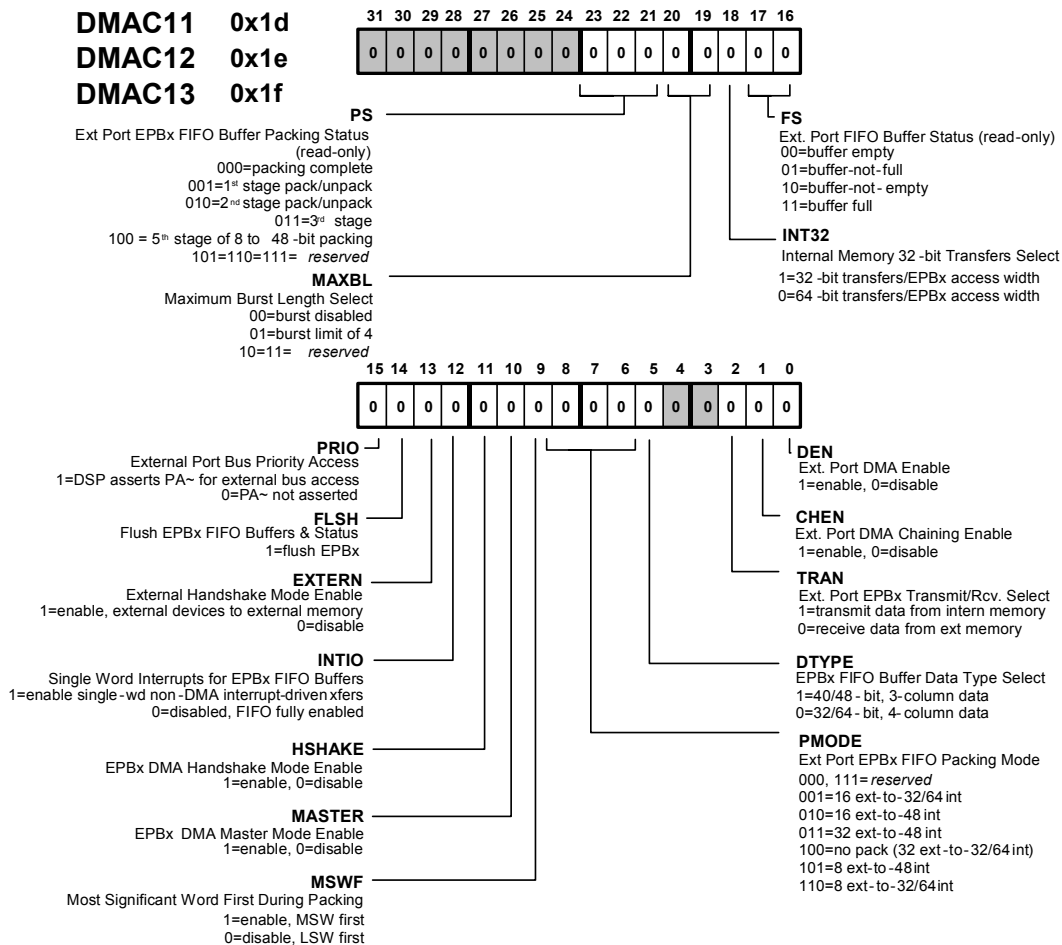 DMAC11 0x1d
DMAC12 0x1e
DMAC13 0x1f
31 30 29 28 27 26 25 24 23 22 21 20 19 18 17 16
0 0 0 0 0 0 0 0 0 0 0 0 0 0 0 0
PS
Ext Port EPBx FIFO Buffer Packing Status
(read-only)
000=packing complete
001=1st stage pack/unpack
010=2nd stage pack/unpack
011=3rd stage
100 = 5th stage of 8 to 48 -bit packing
101=110=111= reserved
MAXBL
Maximum Burst Length Select
00=burst disabled
01=burst limit of 4
10=11= reserved
FS
Ext. Port FIFO Buffer Status (read-only)
00=buffer empty
01=buffer-not-full
10=buffer-not- empty
11=buffer full
INT32
Internal Memory 32 -bit Transfers Select
1=32 -bit transfers/EPBx access width
0=64 -bit transfers/EPBx access width
15 14 13 12 11 10 9 8 7 6 5 4 3 2 1 0
0 0 0 0 0 0 0 0 0 0 0 0 0 0 0 0
PRIO
External Port Bus Priority Access
1=DSP asserts PA~ for external bus access
0=PA~ not asserted
FLSH
Flush EPBx FIFO Buffers & Status
1=flush EPBx
EXTERN
External Handshake Mode Enable
1=enable, external devices to external memory
0=disable
INTIO
Single Word Interrupts for EPBx FIFO Buffers
1=enable single-wd non-DMA interrupt-driven xfers
0=disabled, FIFO fully enabled
HSHAKE
EPBx DMA Handshake Mode Enable
1=enable, 0=disable
MASTER
EPBx DMA Master Mode Enable
1=enable, 0=disable
MSWF
Most Significant Word First During Packing
1=enable, MSW first
0=disable, LSW first
DEN
Ext. Port DMA Enable
1=enable, 0=disable
CHEN
Ext. Port DMA Chaining Enable
1=enable, 0=disable
TRAN
Ext. Port EPBx Transmit/Rcv. Select
1=transmit data from intern memory
0=receive data from ext memory
DTYPE
EPBx FIFO Buffer Data Type Select
1=40/48- bit, 3-column data
0=32/64- bit, 4-column data
PMODE
Ext Port EPBx FIFO Packing Mode
000, 111=reserved
001=16 ext-to-32/64 int
010=16 ext-to-48 int
011=32 ext-to-48 int
100=no pack (32 ext-to-32/64 int)
101=8 ext-to-48int
110=8 ext-to-32/64int